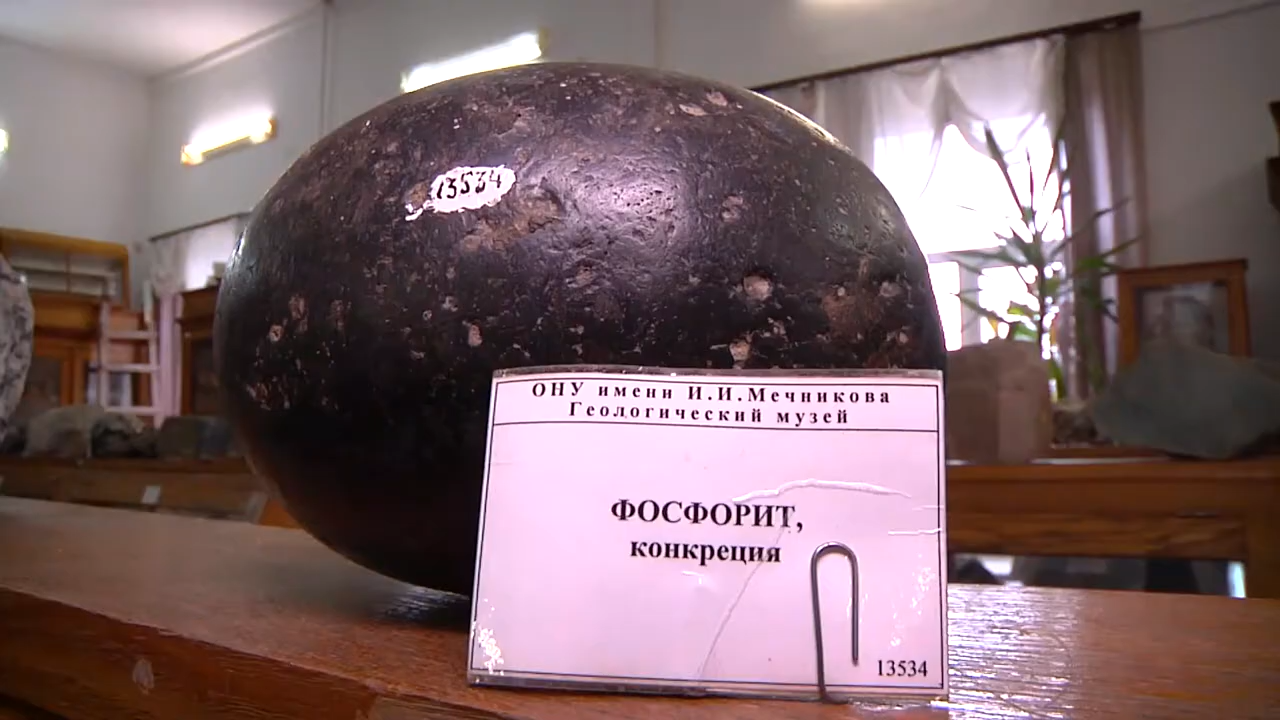 13534
ОНУ имени И.И.Мечникова
Геологический музей
ФОСФОРИТ,
конкреция
13534